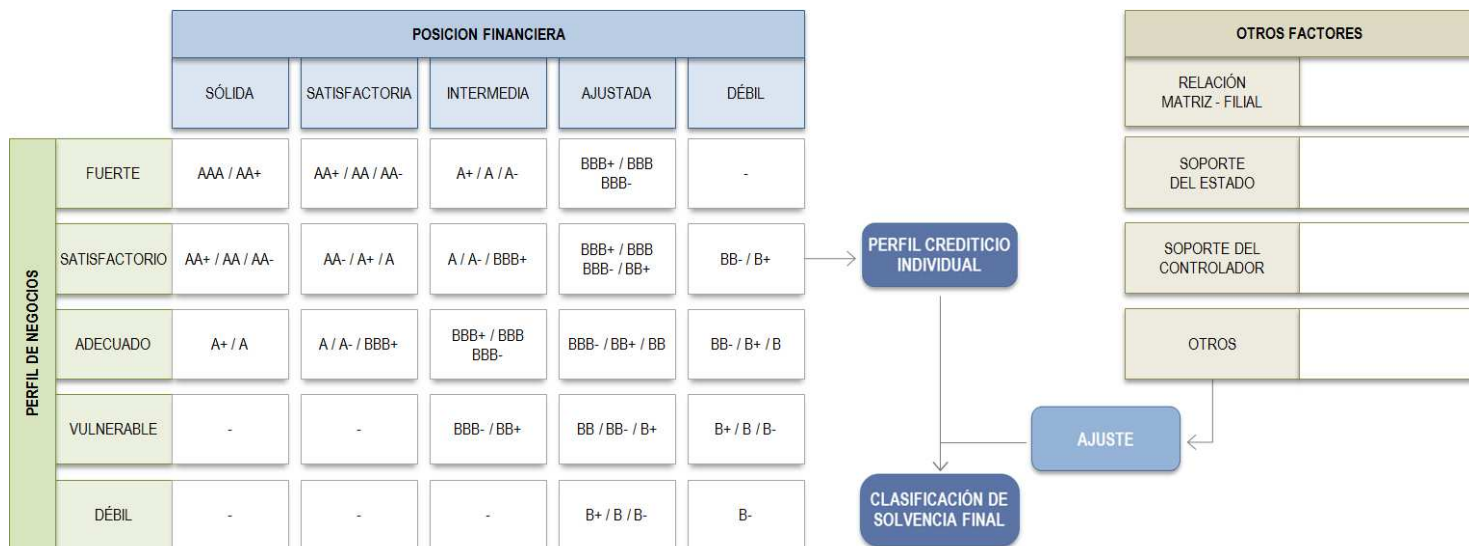 POSICION FINANCIERA
SÓLIDA
SATISFACTORIA
INTERMEDIA
AJUSTADA
DÉBIL
PERFIL DE NEGOCIOS
FUERTE
AAA / AA+
AA+ / AA / AA-
A+ / A / A-
BBB+ / BBB
BBB-
-
SATISFACTORIO
AA+ / AA / AA-
AA- / A+ / A
A / A- / BBB+
BBB+ / BBB
BBB- / BB+
BB- / B+
ADECUADO
A+ / A
A / A- / BBB+
BBB+ / BBB
BBB-
BBB- / BB+ / BB
BB- / B+ / B
VULNERABLE
-
-
BBB- / BB+
BB / BB- / B+
B+ / B / B-
DÉBIL
-
-
-
B+ / B / B-
B-
PERFIL CREDITICIO
INDIVIDUAL
OTROS FACTORES
RELACIÓN
MATRIZ - FILIAL
SOPORTE
DEL ESTADO
SOPORTE DEL
CONTROLADOR
OTROS
AJUSTE
CLASIFICACIÓN DE
SOLVENCIA FINAL